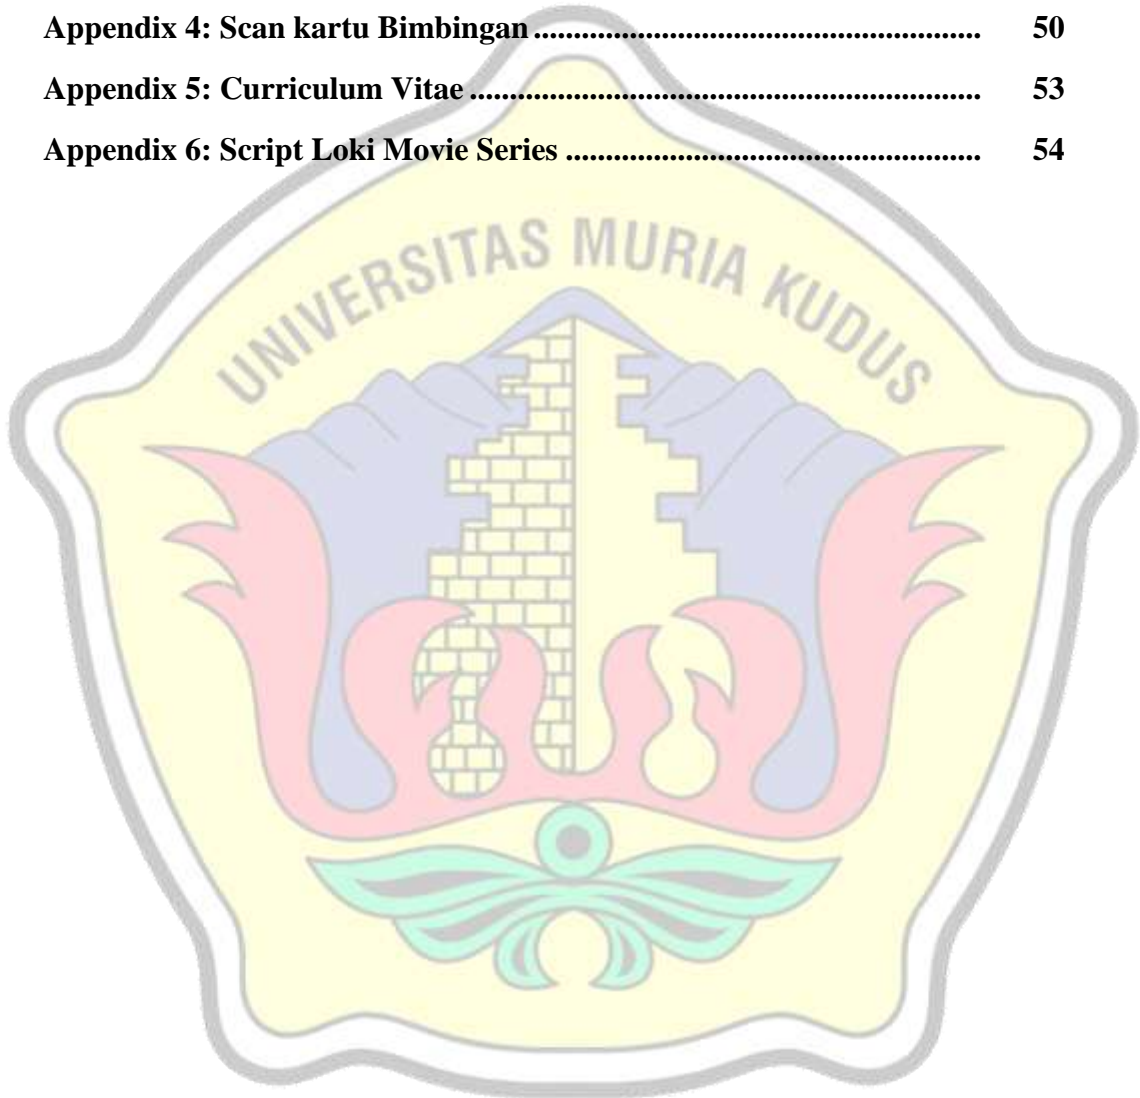 Appendix 4: Scan kartu Bimbingan ........................................................ 50
Appendix 5: Curriculum Vitae ................................................................ 53
Appendix 6: Script Loki Movie Series .................................................... 54
UNIVERSITAS MURIA KUDUS